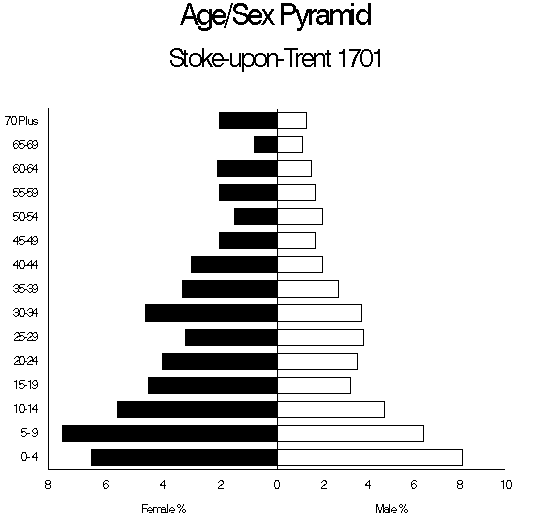 Age/Sex Pyramid
Stoke-upon-Trent 1701
70 Plus
65-69
60-64
55-59
50-54
45-49
40-44
35-39
30-34
25-29
20-24
15-19
10-14
5-9
0-4
8 6 4 2 0 2 4 6 8 10
Female % Male %